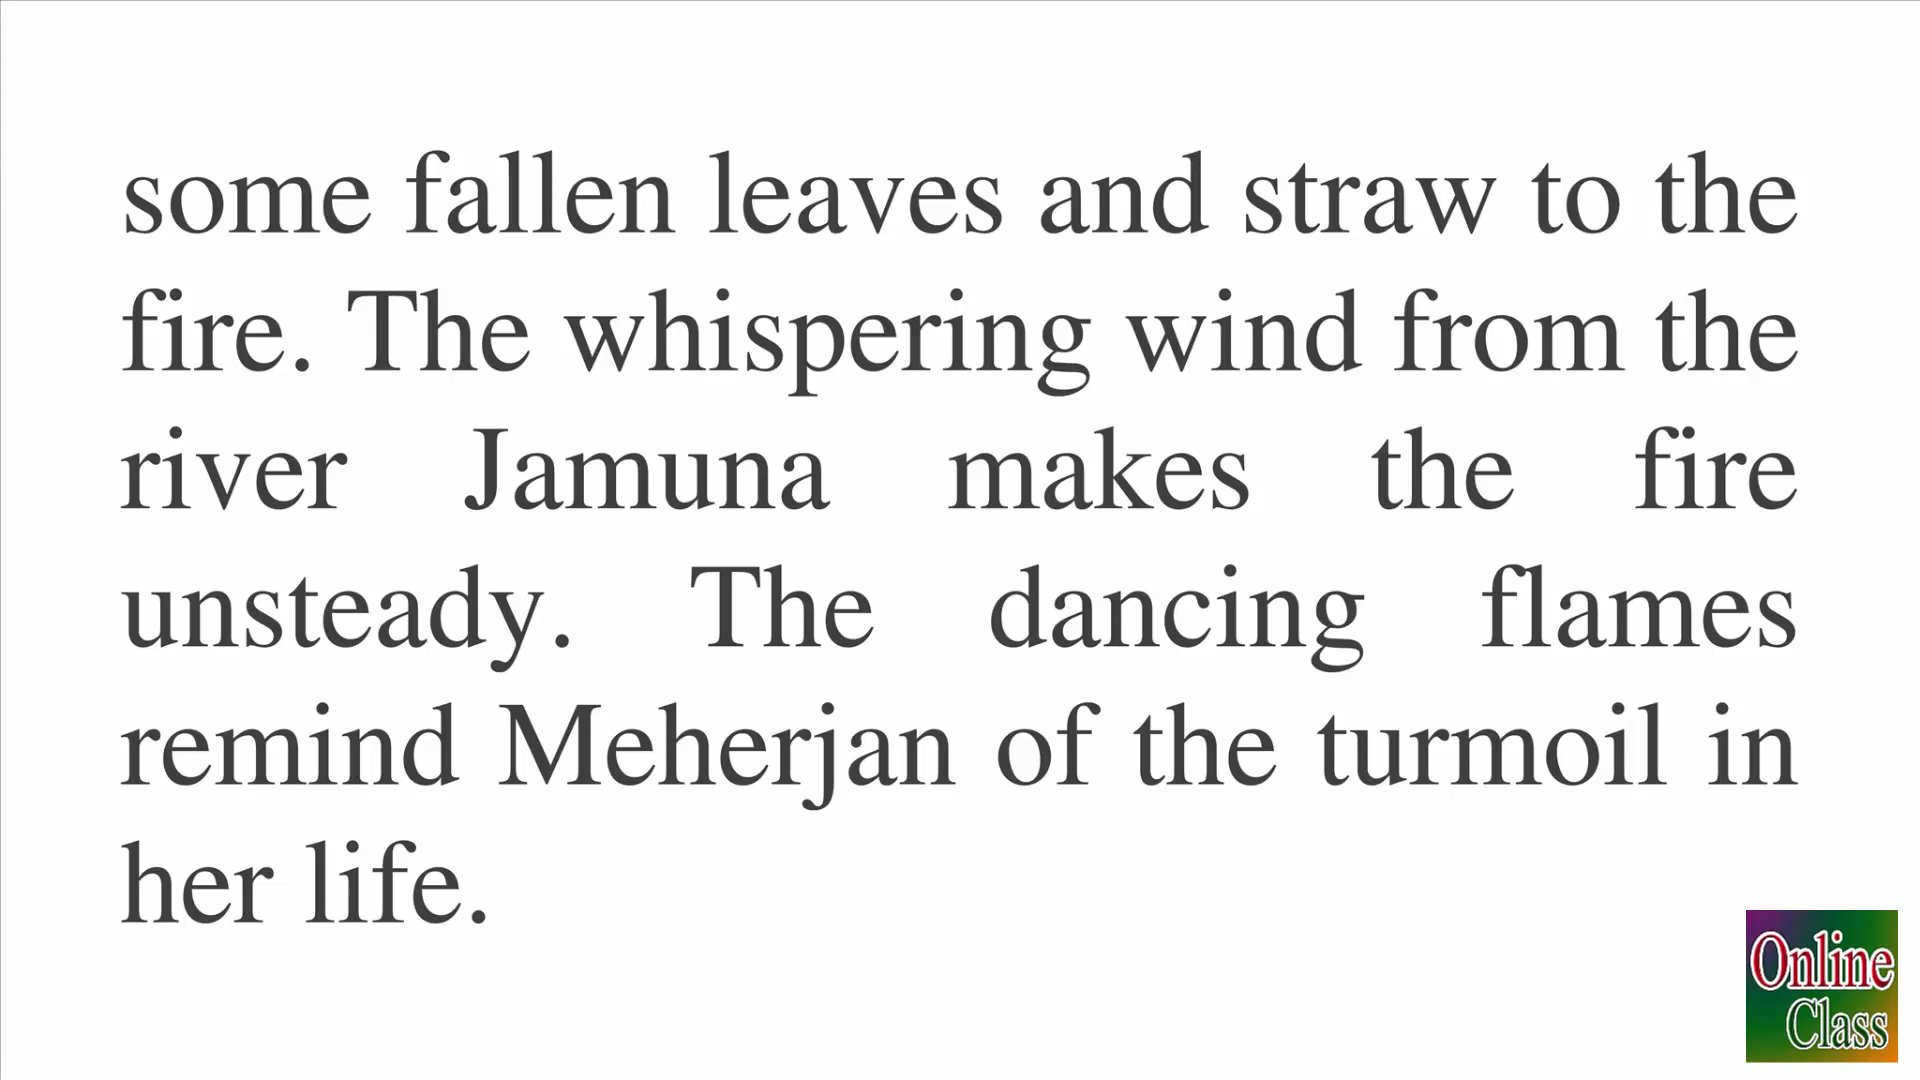 some fallen leaves and straw to the
fire. The whispering wind from the
river Jamuna makes the fire
unsteady. The dancing flames
remind Meherjan of the turmoil in
her life.
Online
Class